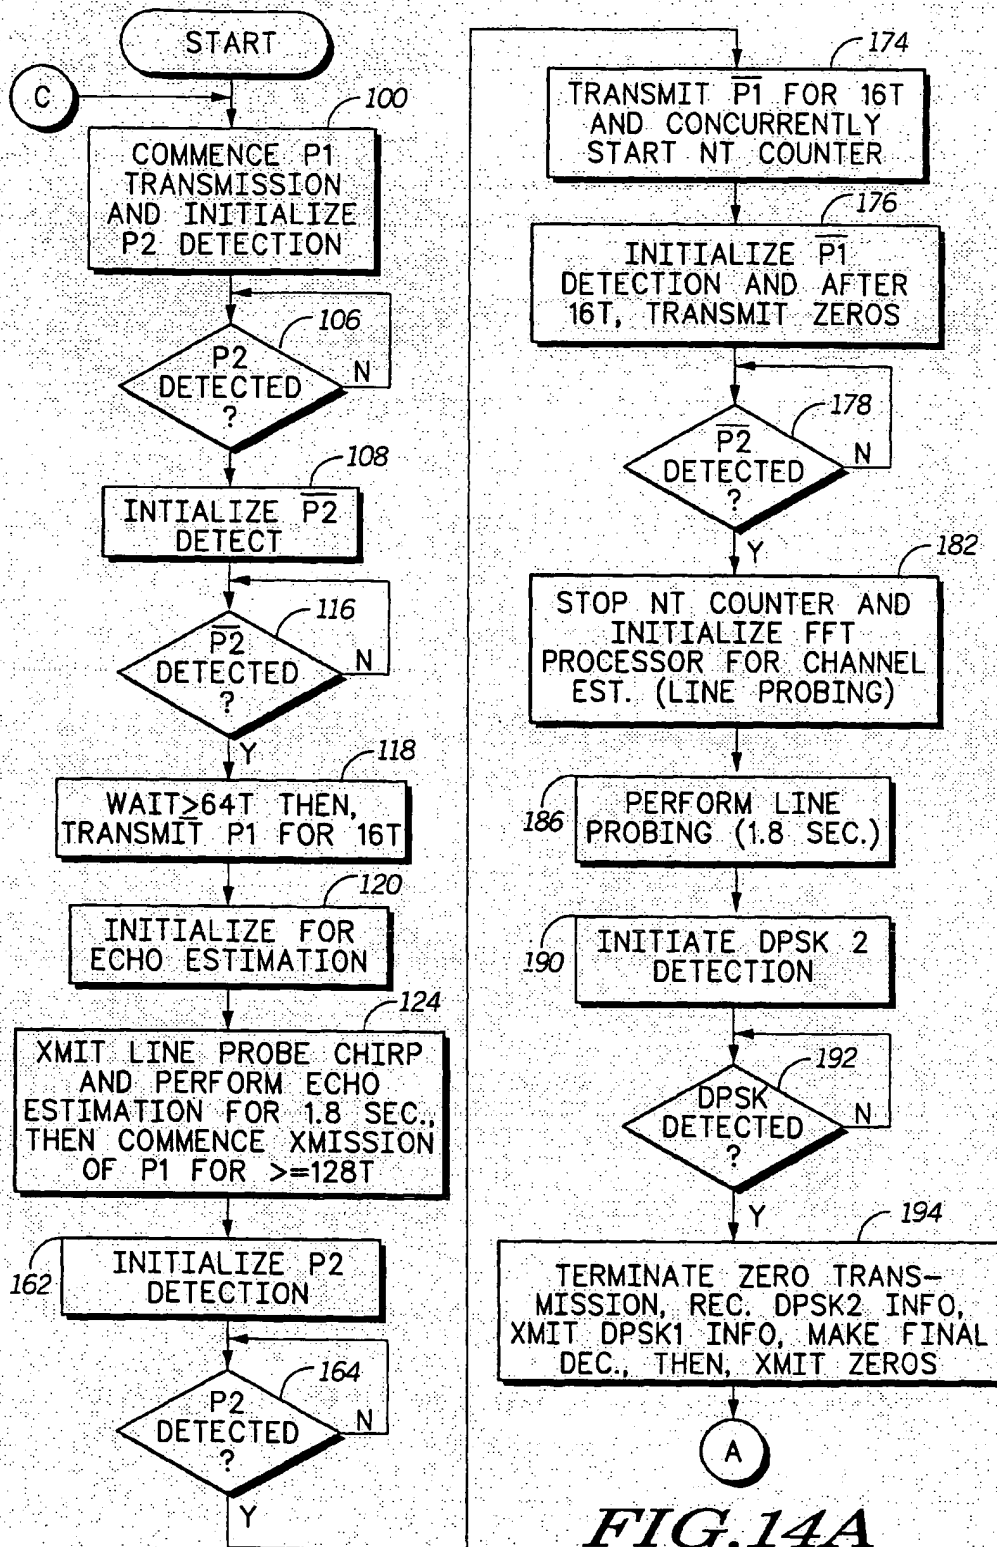 START
C
100
COMMENCE P1
TRANSMISSION
AND INITIALIZE
P2 DETECTION
106
P2
DETECTED
?
N
108
INTIALIZE P̅2̅
DETECT
116
P̅2̅
DETECTED
?
N
Y
118
WAIT≥64T THEN,
TRANSMIT P1 FOR 16T
120
INITIALIZE FOR
ECHO ESTIMATION
124
XMIT LINE PROBE CHIRP
AND PERFORM ECHO
ESTIMATION FOR 1.8 SEC.,
THEN COMMENCE XMISSION
OF P1 FOR >=128T
162
INITIALIZE P2
DETECTION
164
P2
DETECTED
?
N
Y
174
TRANSMIT P̅1̅ FOR 16T
AND CONCURRENTLY
START NT COUNTER
176
INITIALIZE P̅1̅
DETECTION AND AFTER
16T, TRANSMIT ZEROS
178
P̅2̅
DETECTED
?
N
Y
182
STOP NT COUNTER AND
INITIALIZE FFT
PROCESSOR FOR CHANNEL
EST. (LINE PROBING)
186
PERFORM LINE
PROBING (1.8 SEC.)
190
INITIATE DPSK 2
DETECTION
192
DPSK
DETECTED
?
N
Y
194
TERMINATE ZERO TRANS-
MISSION, REC. DPSK2 INFO,
XMIT DPSK1 INFO, MAKE FINAL
DEC., THEN, XMIT ZEROS
A
FIG.14A